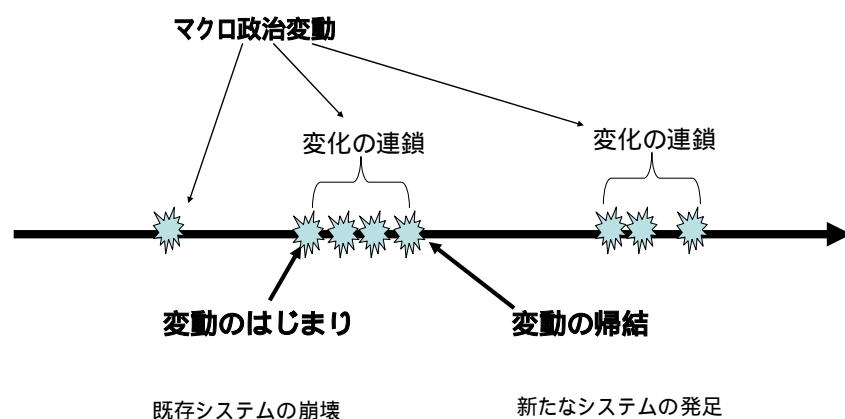 マクロ政治変動
変化の連鎖
変化の連鎖
変動のはじまり
変動の帰結
既存システムの崩壊
新たなシステムの発足